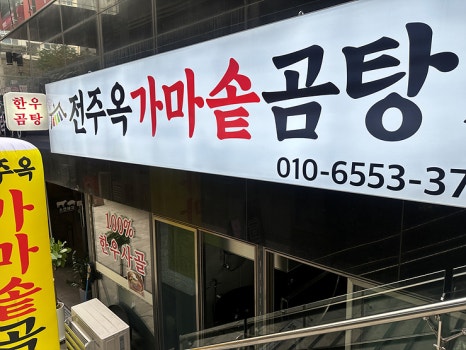 전주옥가마솥곰탕
010-6553-37
한우
곰탕
주옥
가마솥곰
100%
한우사골